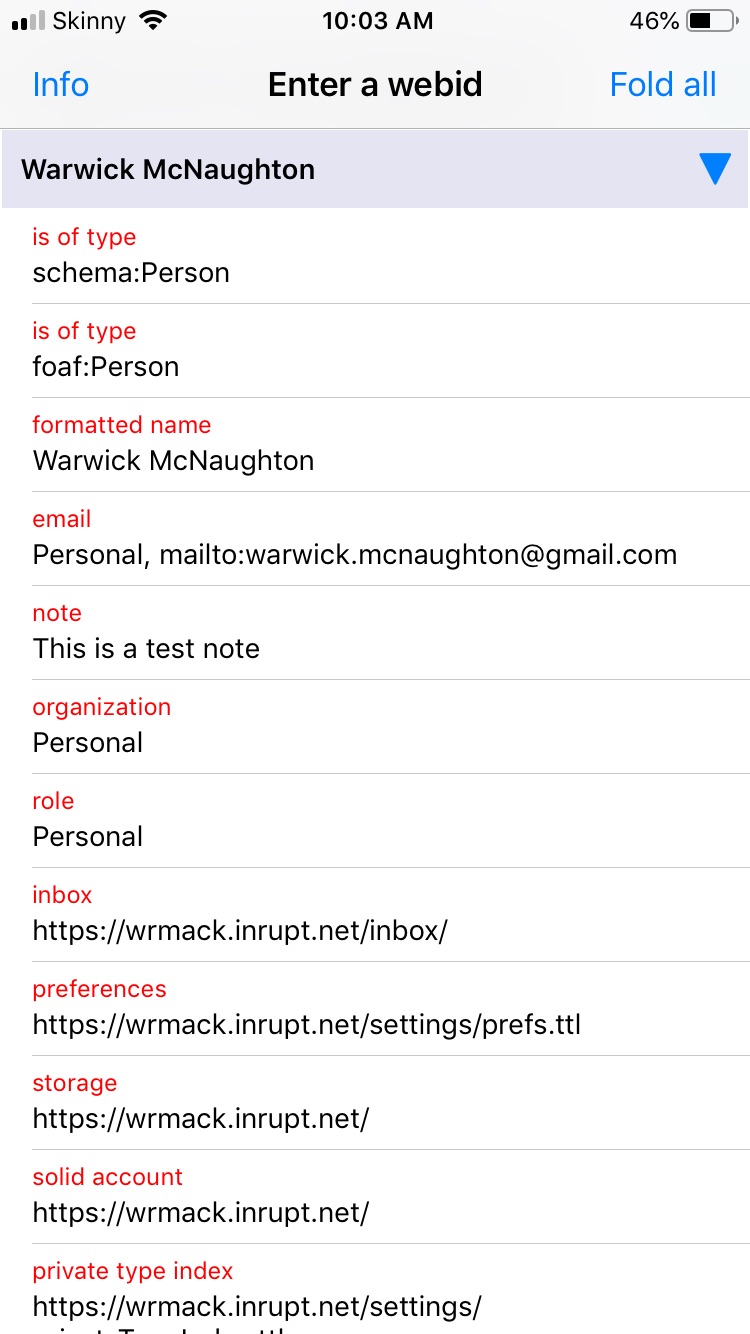 Skinny 10:03 AM 46%
Info Enter a webid Fold all
Warwick McNaughton
is of type
schema:Person
is of type
foaf:Person
formatted name
Warwick McNaughton
email
Personal, mailto:warwick.mcnaughton@gmail.com
note
This is a test note
organization
Personal
role
Personal
inbox
https://wrmack.inrupt.net/inbox/
preferences
https://wrmack.inrupt.net/settings/prefs.ttl
storage
https://wrmack.inrupt.net/
solid account
https://wrmack.inrupt.net/
private type index
https://wrmack.inrupt.net/settings/